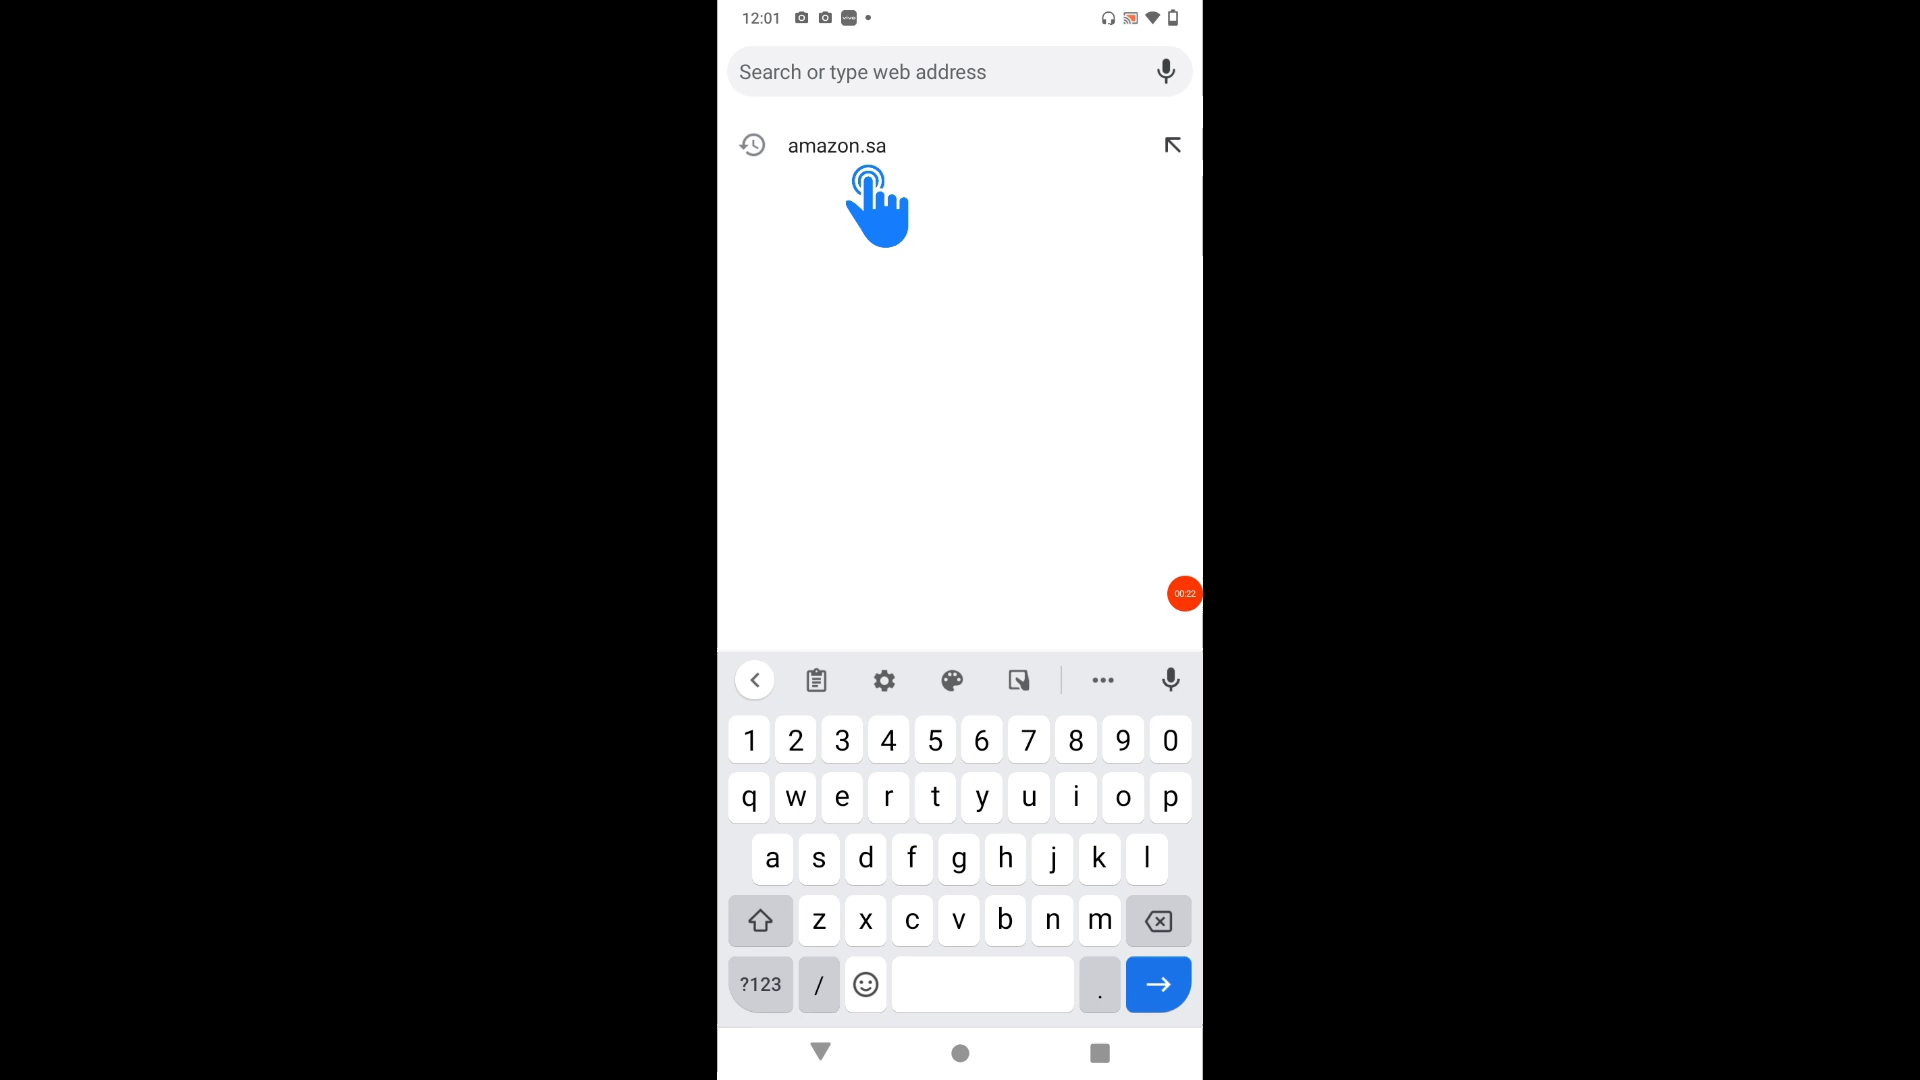 12:01
Search or type web address
amazon.sa
00:22
1 2 3 4 5 6 7 8 9 0
q w e r t y u i o p
a s d f g h j k l
z x c v b n m
?123 / .